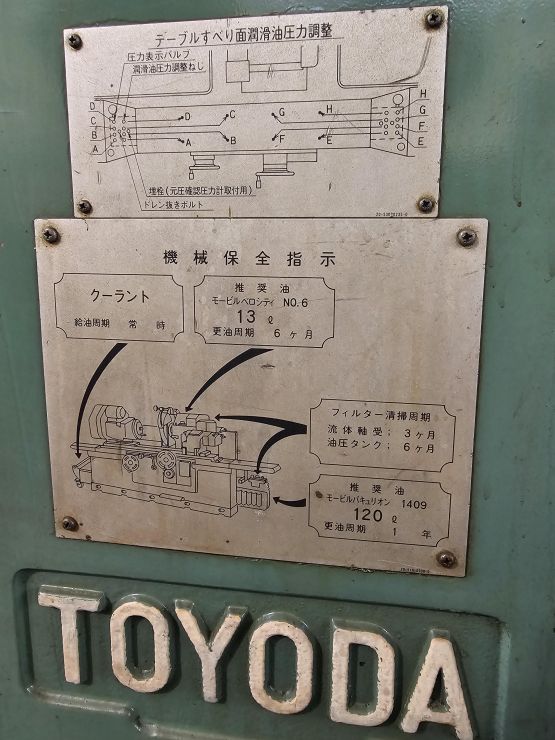 テーブルすべり面潤滑油圧力調整
圧力表示バルブ
潤滑油圧力調整ねし
D
C
B
A
D
C
G
H
A
B
F
E
H
G
F
E
埋栓（元圧確認圧力計取付用）
ドレン抜きボルト
機械保全指示
クーラント
給油周期 常時
推奨油
モービルベロシティ NO.6
13 ℓ
更油周期 6ヶ月
フィルター清掃周期
流体軸受; 3ヶ月
油圧タンク; 6ヶ月
推奨油
モービルバキュリオン 1409
120 ℓ
更油周期 1 年
TOYODA